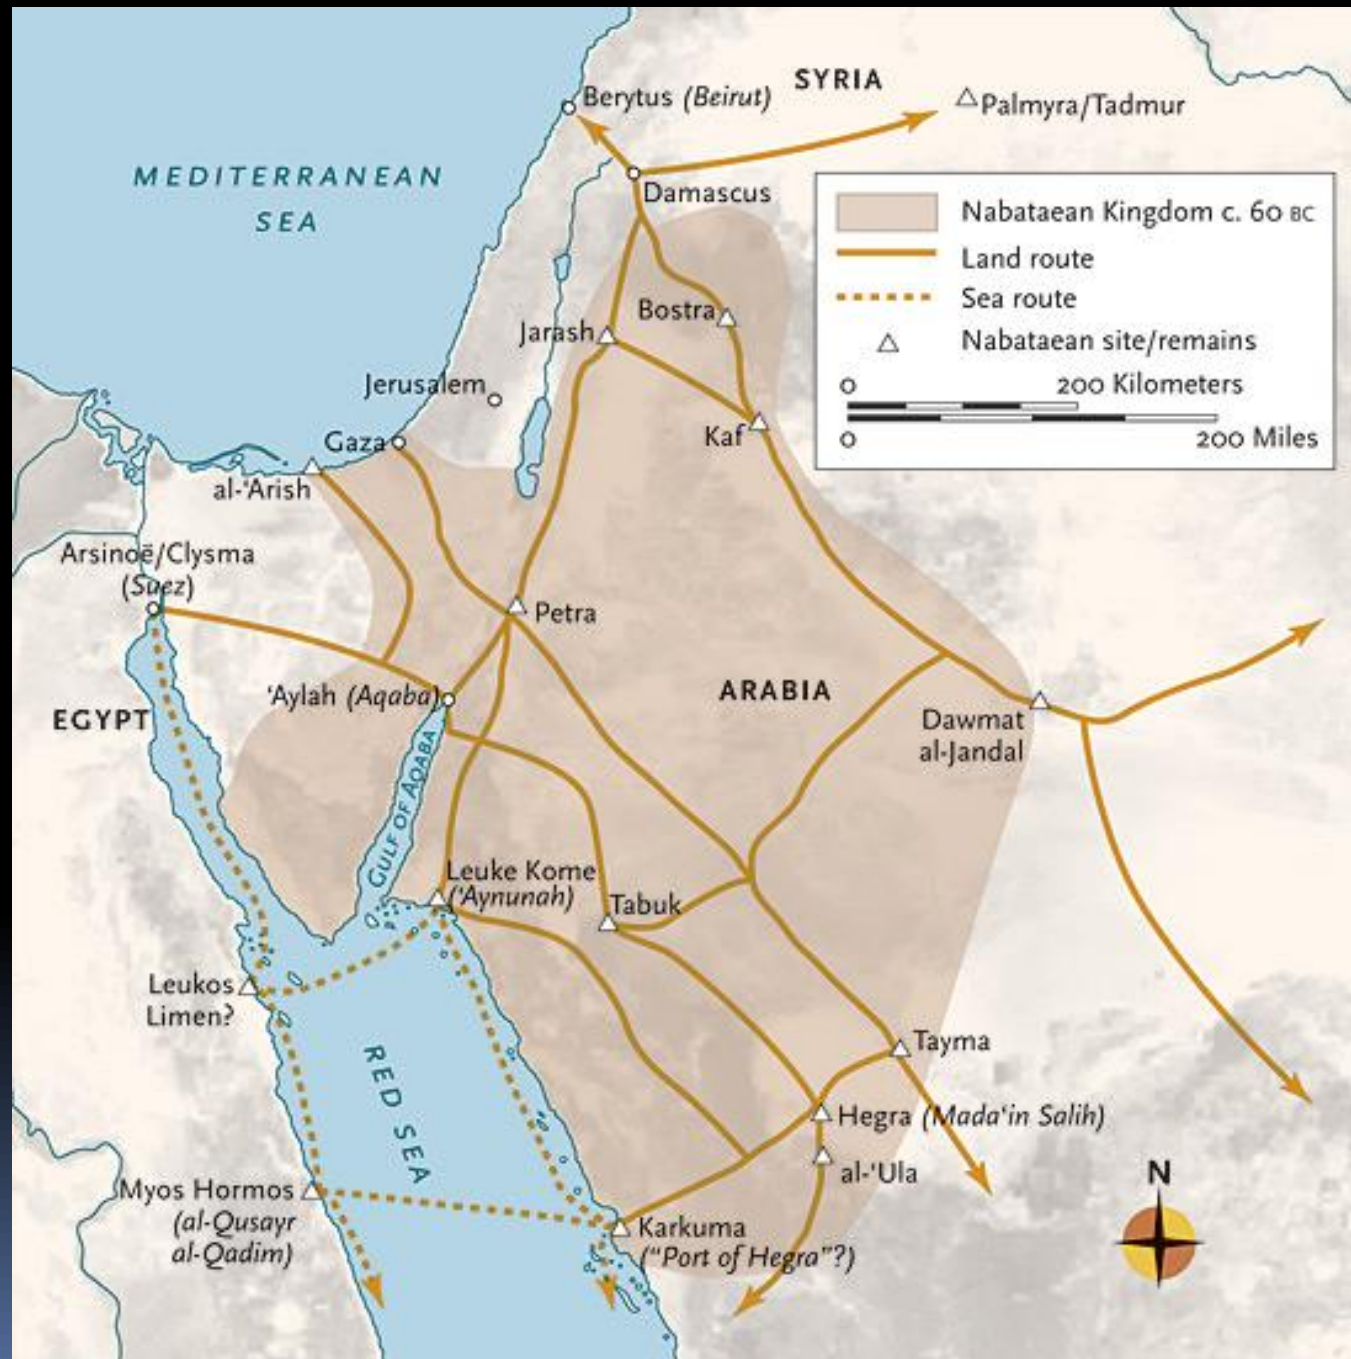 SYRIA
Berytus (Beirut)
Palmyra/Tadmur
MEDITERRANEAN
SEA
Damascus
Nabataean Kingdom c. 60 BC
Land route
Sea route
Nabataean site/remains
0 200 Kilometers
0 200 Miles
Bostra
Jarash
Jerusalem
Kaf
Gaza
al-‘Arish
Arsinoë/Clysma
(Suez)
Petra
‘Aylah (Aqaba)
ARABIA
EGYPT
Dawmat
al-Jandal
GULF OF AQABA
Leuke Kome
(‘Aynunah)
Tabuk
Leukos
Limen?
RED SEA
Tayma
Hegra (Mada‘in Salih)
al-‘Ula
N
Myos Hormos
(al-Qusayr
al-Qadim)
Karkuma
(“Port of Hegra”?)